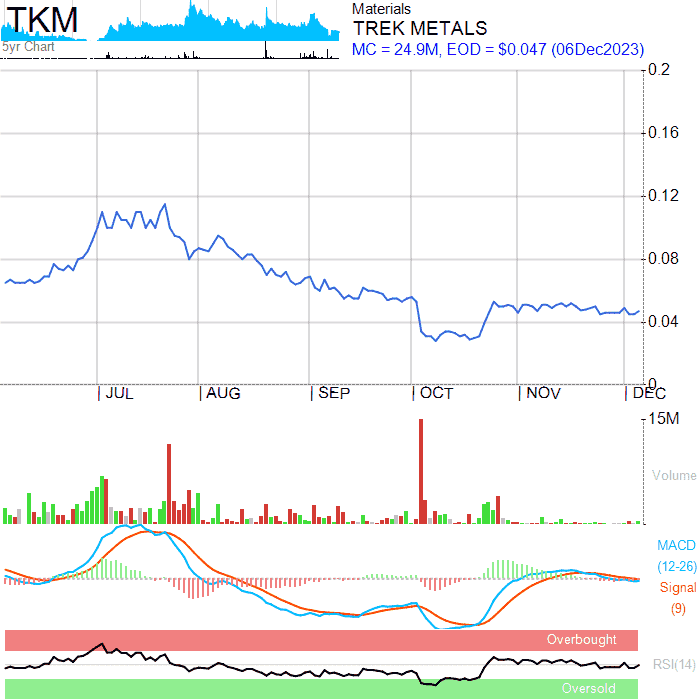 TKM
5yr Chart
Materials
TREK METALS
MC = 24.9M, EOD = $0.047 (06Dec2023)
0.2
0.16
0.12
0.08
0.04
0
JUL AUG SEP OCT NOV DEC
15M
Volume
MACD
(12-26)
Signal
(9)
Overbought
RSI(14)
Oversold